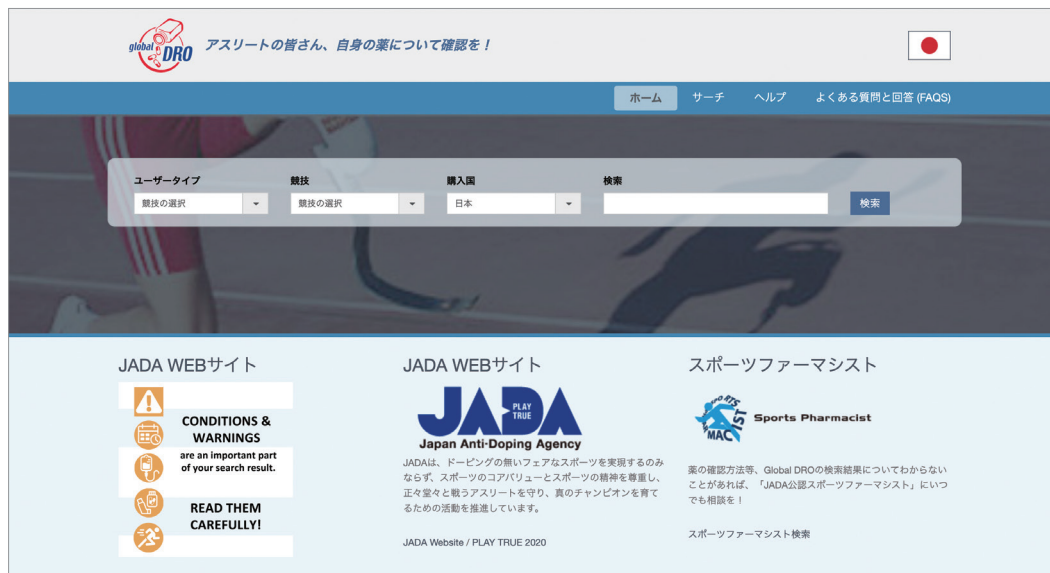 global DRO
アスリートの皆さん、自身の薬について確認を！
ホーム サーチ ヘルプ よくある質問と回答 (FAQS)
ユーザータイプ 競技 購入国 検索
競技の選択 競技の選択 日本 検索
JADA WEBサイト
CONDITIONS &
WARNINGS
are an important part
of your search result.
READ THEM
CAREFULLY!
JADA WEBサイト
JADA
PLAY
TRUE
Japan Anti-Doping Agency
JADAは、ドーピングの無いフェアなスポーツを実現するのみ
ならず、スポーツのコアバリューとスポーツの精神を尊重し、
正々堂々と戦うアスリートを守り、真のチャンピオンを育て
るための活動を推進しています。
JADA Website / PLAY TRUE 2020
スポーツファーマシスト
Sports Pharmacist
薬の確認方法等、Global DROの検索結果についてわからない
ことがあれば、「JADA公認スポーツファーマシスト」にいつ
でも相談を！
スポーツファーマシスト検索